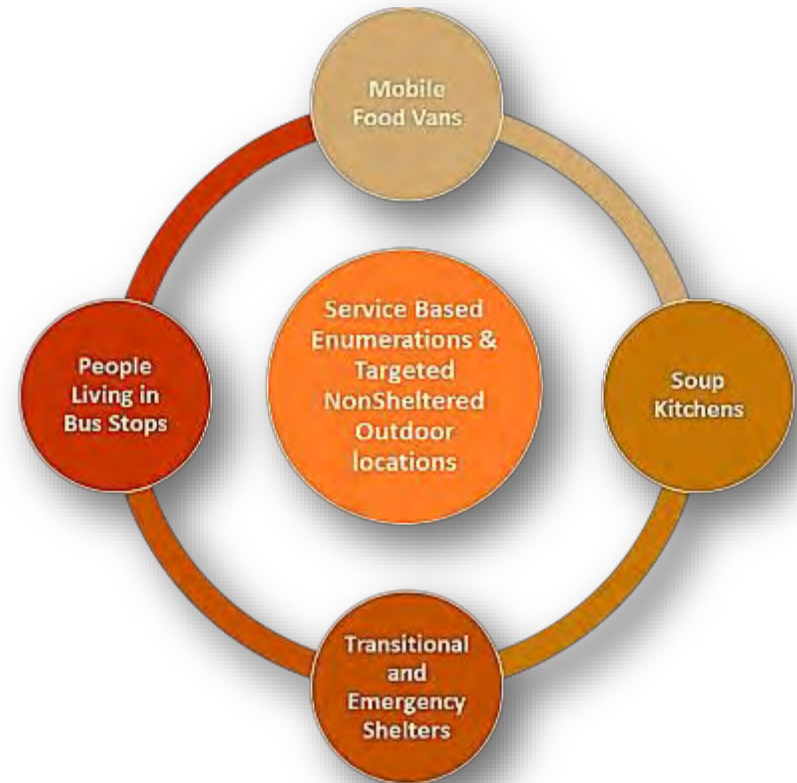 Mobile
Food Vans
Service Based
Enumerations &
Targeted
NonSheltered
Outdoor
locations
People
Living in
Bus Stops
Soup
Kitchens
Transitional
and
Emergency
Shelters